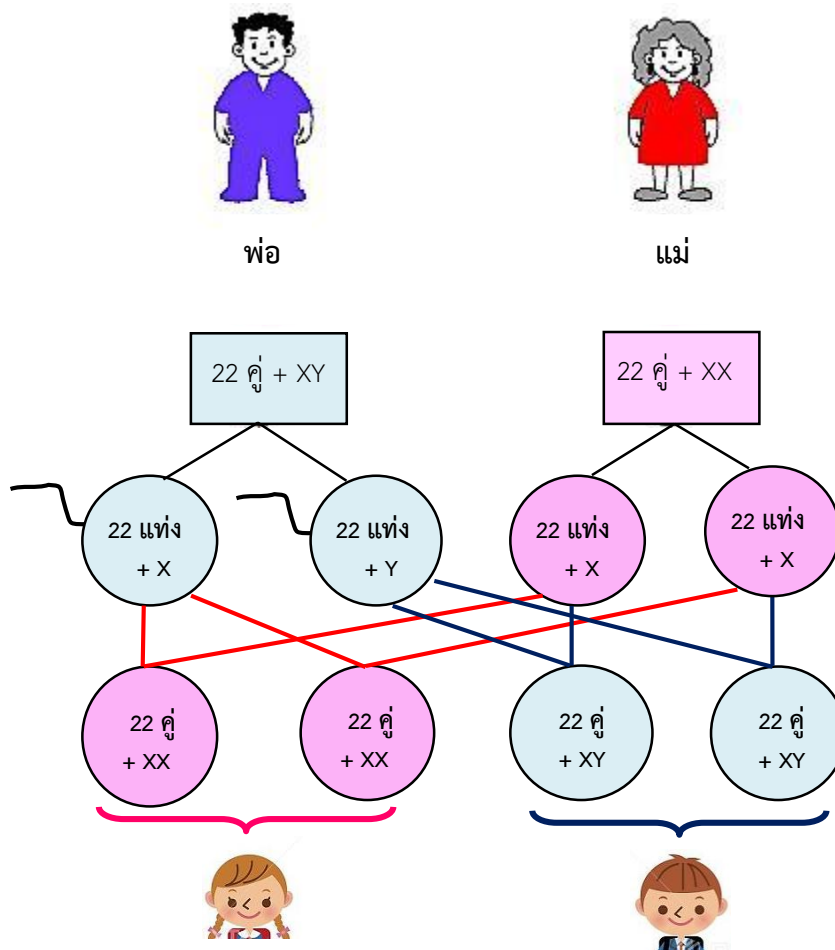 พ่อ
แม่
22 คู่ + XY
22 คู่ + XX
22 แท่ง
+ X
22 แท่ง
+ Y
22 แท่ง
+ X
22 แท่ง
+ X
22 คู่
+ XX
22 คู่
+ XX
22 คู่
+ XY
22 คู่
+ XY